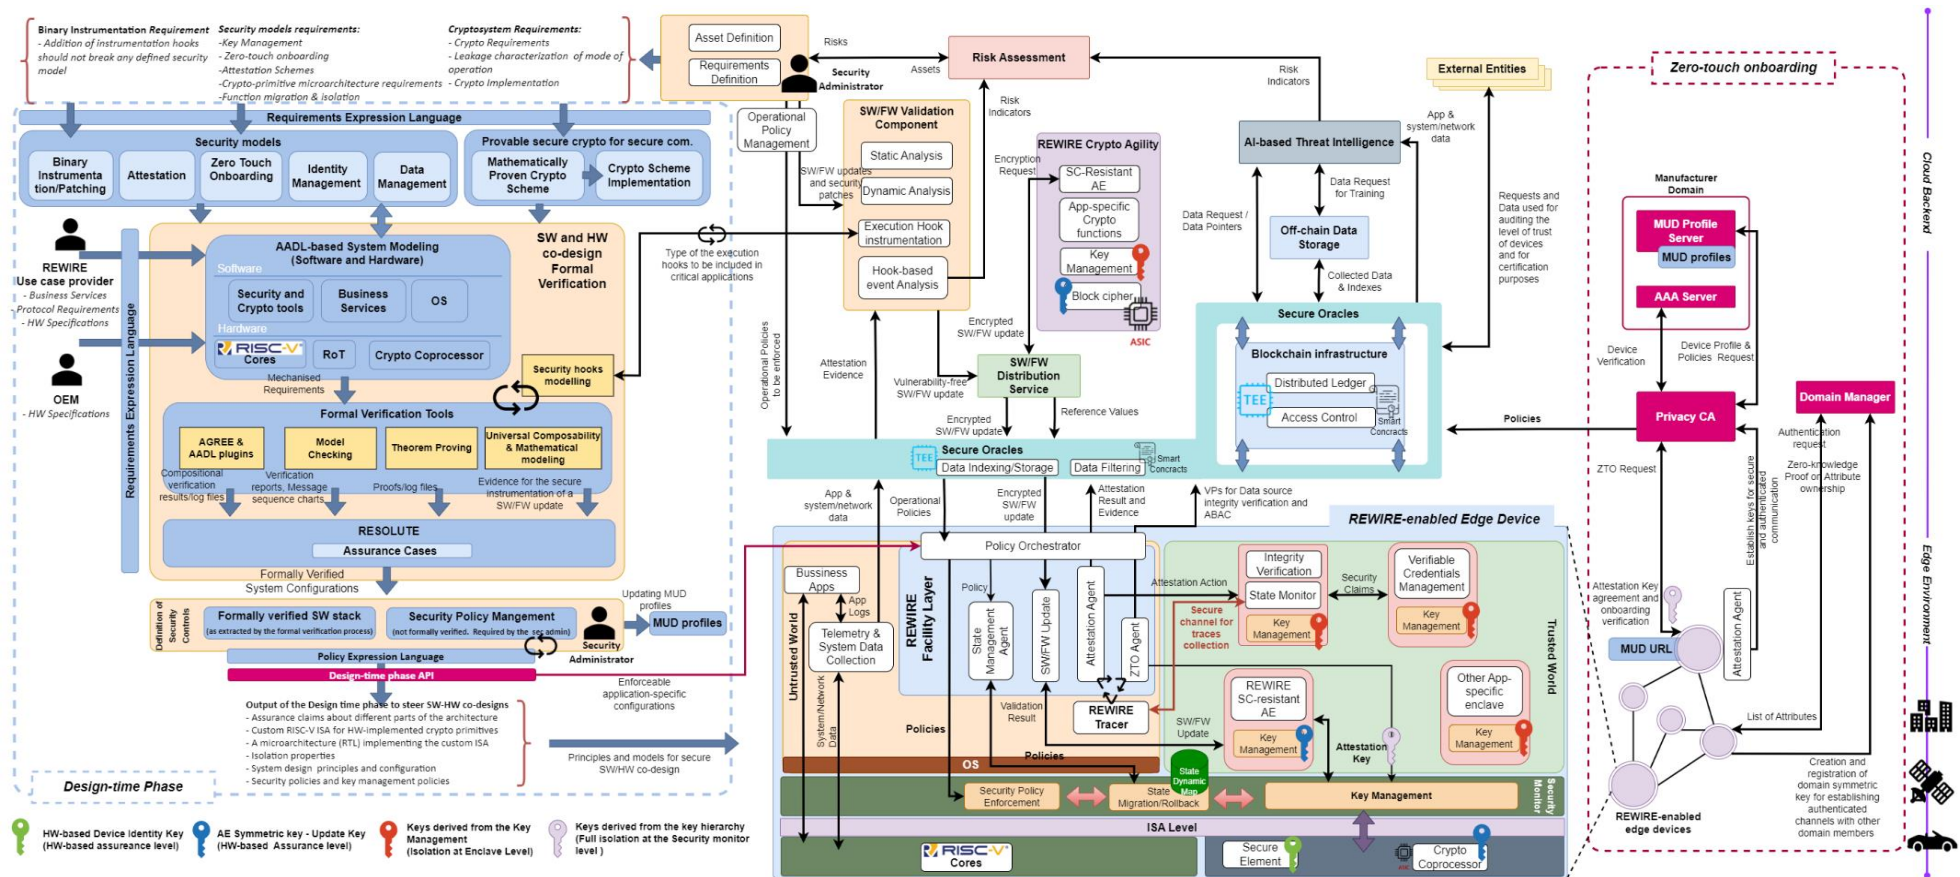 Binary Instrumentation Requirement
- Addition of instrumentation hooks
should not break any defined security
model
Security models requirements:
-Key Management
- Zero-touch onboarding
-Attestation Schemes
-Crypto-primitive microarchitecture requirements
-Function migration & isolation
Cryptosystem Requirements:
- Crypto Requirements
- Leakage characterization of mode of
operation
- Crypto Implementation
Asset Definition
Requirements
Definition
Security
Administrator
Risks
Assets
Risk Assessment
Risk
Indicators
Risk
Indicators
External Entities
App &
system/network
data
Requirements Expression Language
Security models
Binary
Instrumenta
tion/Patching
Attestation
Zero Touch
Onboarding
Identity
Management
Data
Management
Provable secure crypto for secure com.
Mathematically
Proven Crypto
Scheme
Crypto Scheme
Implementation
REWIRE
Use case provider
- Business Services
- Protocol Requirements
- HW Specifications
OEM
- HW Specifications
Requirements Expression Language
AADL-based System Modeling
(Software and Hardware)
Software
Security and
Crypto tools
Business
Services
OS
Hardware
RISC-V
Cores
RoT
Crypto Coprocessor
SW and HW
co-design
Formal
Verification
Mechanised
Requirements
Security hooks
modelling
Formal Verification Tools
AGREE &
AADL plugins
Model
Checking
Theorem Proving
Universal Composability
& Mathematical
modeling
Compositional
verification
results/log files
Verification
reports, Message
sequence charts
Proofs/log files
Evidence for the secure
instrumentation of a
SW/FW update
RESOLUTE
Assurance Cases
Formally Verified
System Configurations
Definition of
Security
Controls
Formally verified SW stack
(as extracted by the formal verification process)
Security Policy Mangement
(not formally verified. Required by the sec admin)
Security
Administrator
Updating MUD
profiles
MUD profiles
Policy Expression Language
Design-time phase API
Enforceable
application-specific
configurations
Output of the Design time phase to steer SW-HW co-designs
- Assurance claims about different parts of the architecture
- Custom RISC-V ISA for HW-implemented crypto primitives
- A microarchitecture (RTL) implementing the custom ISA
- Isolation properties
- System design principles and configuration
- Security policies and key management policies
Principles and models for secure
SW/HW co-design
Design-time Phase
Operational
Policy
Management
SW/FW updates
and security
patches
SW/FW Validation
Component
Static Analysis
Dynamic Analysis
Execution Hook
instrumentation
Hook-based
event Analysis
Type of the execution
hooks to be included in
critical applications
Operational Policies
to be enforced
Attestation
Evidence
REWIRE Crypto Agility
SC-Resistant
AE
App-specific
Crypto
functions
Key
Management
Block cipher
ASIC
Encryption
Request
Encrypted
SW/FW update
SW/FW
Distribution
Service
Vulnerability-free
SW/FW update
Encrypted
SW/FW
update
Reference Values
AI-based Threat Intelligence
Data Request
for Training
Data Request /
Data Pointers
Off-chain Data
Storage
Collected Data
& Indexes
Requests and
Data used for
auditing the
level of trust
of devices
and for
certification
purposes
Secure Oracles
Blockchain infrastructure
Distributed Ledger
TEE
Access Control
Smart
Concracts
Secure Oracles
TEE
Data Indexing/Storage
Data Filtering
Smart
Concracts
Policies
App &
system/network
data
Operational
Policies
Encrypted
SW/FW
update
Attestation
Result and
Evidence
VPs for Data source
integrity verification and
ABAC
REWIRE-enabled Edge Device
Policy Orchestrator
Untrusted World
Bussiness
Apps
App
Logs
Telemetry &
System Data
Collection
System/Network
Data
REWIRE
Facility Layer
Policy
State
Management
Agent
SW/FW Update
Attestation Agent
ZTO Agent
REWIRE
Tracer
Validation
Result
Policies
Policies
OS
Attestation Action
Secure
channel for
traces
collection
Integrity
Verification
State Monitor
Key
Management
Security
Claims
Verifiable
Credentials
Management
Key
Management
Trusted World
REWIRE
SC-resistant
AE
Key
Management
SW/FW
Update
Attestation
Key
Other App-
specific
enclave
Key
Management
Security Policy
Enforcement
State
Migration/Rollback
State
Dynamic
Map
Key Management
Security
Monitor
ISA Level
RISC-V
Cores
Secure
Element
ASIC
Crypto
Coprocessor
Zero-touch onboarding
Manufacturer
Domain
MUD Profile
Server
MUD profiles
AAA Server
Device
Verification
Device Profile &
Policies Request
Privacy CA
Domain Manager
Authentication
request
Zero-knowledge
Proof on Attribute
ownership
ZTO Request
Establish keys for secure
and authenticated
communication
Attestation Key
agreement and
onboarding
verification
MUD URL
Attestation Agent
List of Attributes
Creation and
registration of
domain symmetric
key for establishing
authenticated
channels with other
domain members
REWIRE-enabled
edge devices
Cloud Backend
Edge Environment
HW-based Device Identity Key
(HW-based assureance level)
AE Symmetric key - Update Key
(HW-based Assurance level)
Keys derived from the Key
Management
(Isolation at Enclave Level)
Keys derived from the key hierarchy
(Full isolation at the Security monitor
level )